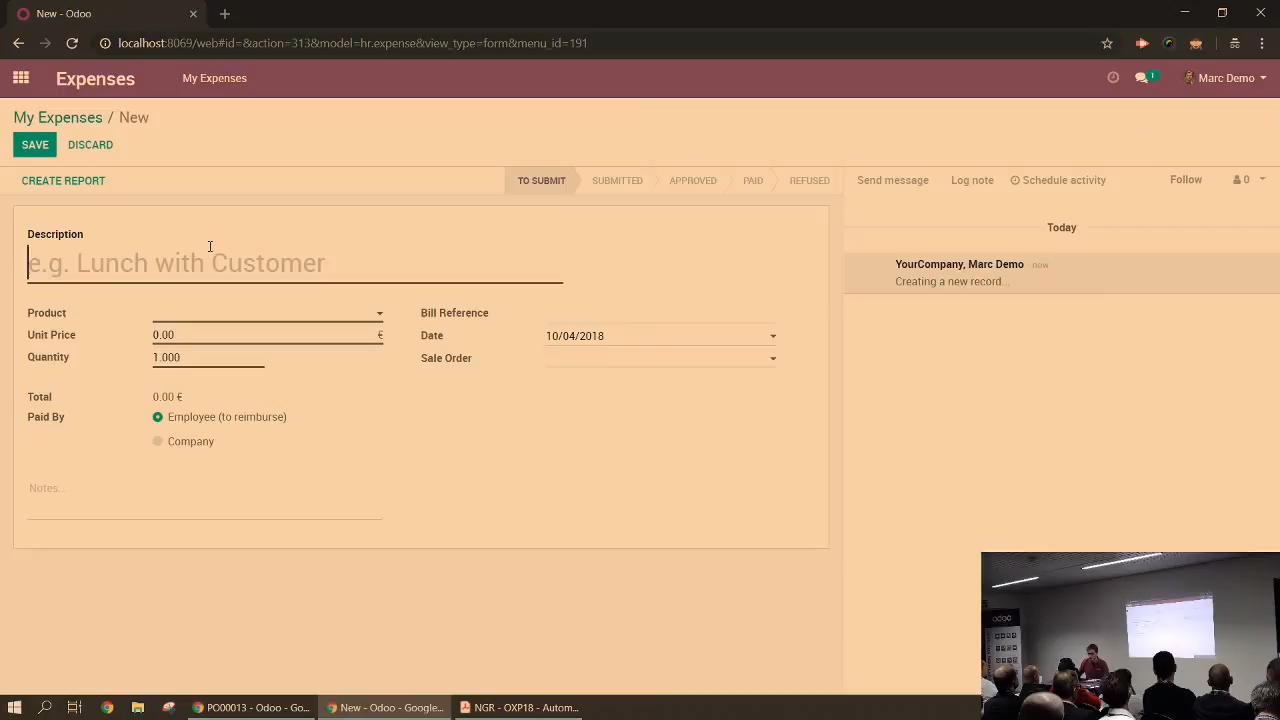 New - Odoo
localhost:8069/web#id=&action=313&model=hr.expense&view_type=form&menu_id=191
Expenses My Expenses 1 Marc Demo
My Expenses / New
SAVE DISCARD
CREATE REPORT TO SUBMIT SUBMITTED APPROVED PAID REFUSED Send message Log note Schedule activity Follow 0
Today
Description
e.g. Lunch with Customer
YourCompany, Marc Demo now
Creating a new record...
Product Bill Reference
Unit Price 0.00 € Date 10/04/2018
Quantity 1.000 Sale Order
Total 0.00 €
Paid By Employee (to reimburse)
Company
Notes...
odoo
PO00013 - Odoo - Go... New - Odoo - Google... NGR - OXP18 - Autom...